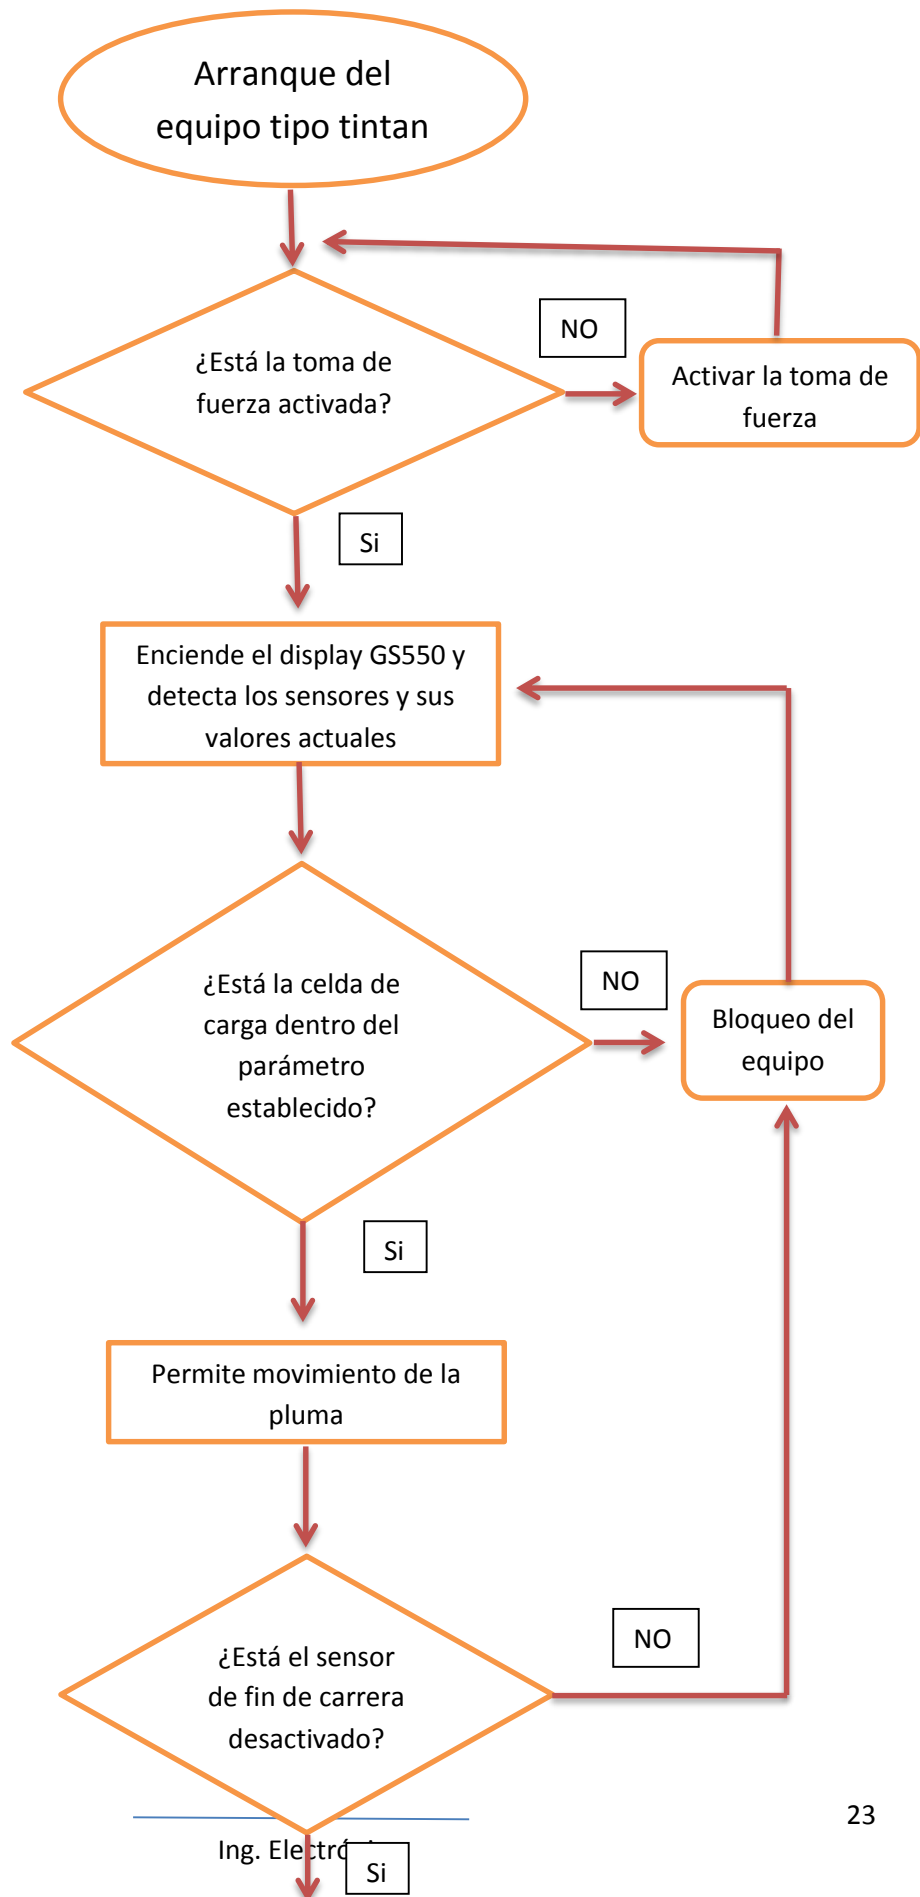 Arranque del
equipo tipo tintan
¿Está la toma de
fuerza activada?
NO
Activar la toma de
fuerza
Si
Enciende el display GS550 y
detecta los sensores y sus
valores actuales
¿Está la celda de
carga dentro del
parámetro
establecido?
NO
Bloqueo del
equipo
Si
Permite movimiento de la
pluma
¿Está el sensor
de fin de carrera
desactivado?
NO
23
Ing.
Si